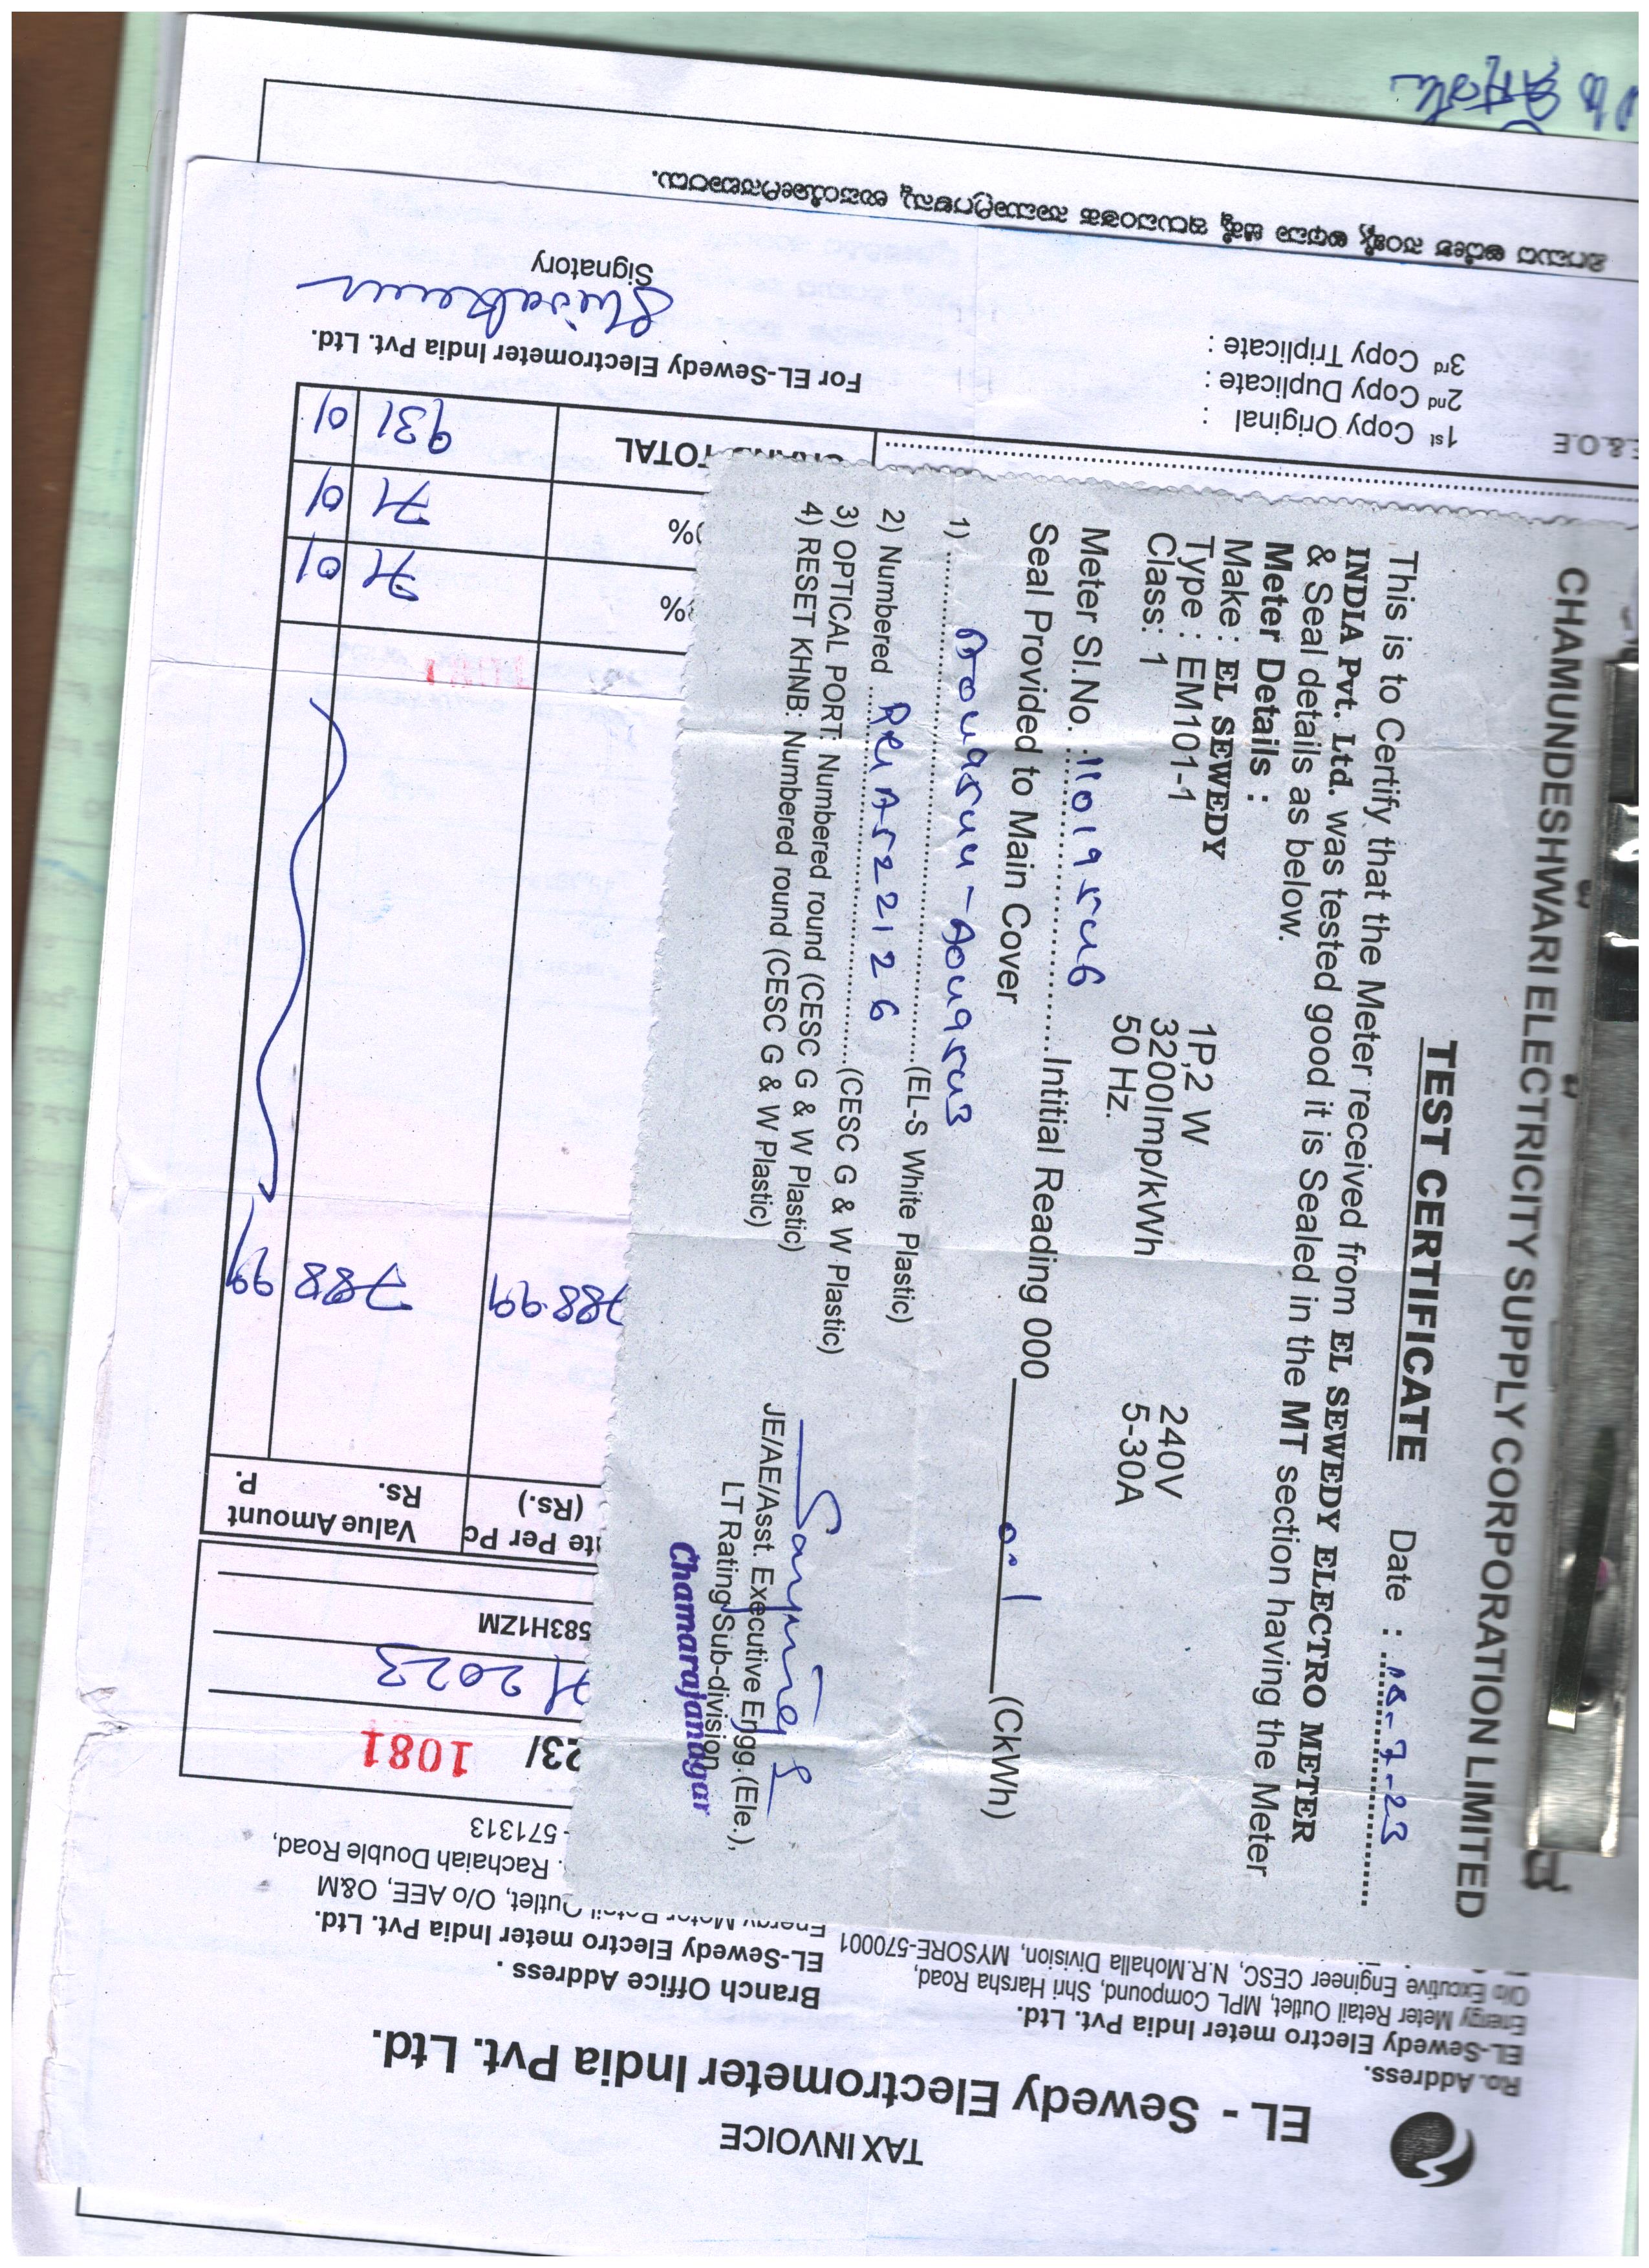 CHAMUNDESHWARI ELECTRICITY SUPPLY CORPORATION LIMITED
TEST CERTIFICATE
Date : 18-7-23
This is to Certify that the Meter received from EL SEWEDY ELECTRO METER
INDIA Pvt. Ltd. was tested good it is Sealed in the MT section having the Meter
& Seal details as below.
Meter Details :
Make : EL SEWEDY
Type : EM101-1 1P,2 W 240V
Class: 1 3200Imp/kWh 5-30A
50 Hz.
Meter Sl.No. :
Seal Provided to Main Cover Intitial Reading 000 0.1 (CkWh)
1) (EL-S White Plastic)
2) Numbered (CESC G & W Plastic)
3) OPTICAL PORT: Numbered round (CESC G & W Plastic)
4) RESET KHNB: Numbered round (CESC G & W Plastic)
JE/AE/Asst. Executive Engg.(Ele.),
LT Rating Sub-division
Chamarajanagar
TAX INVOICE
EL - Sewedy Electrometer India Pvt. Ltd.
Ro. Address.
EL-Sewedy Electro meter India Pvt. Ltd.
Energy Meter Retail Outlet, MPL Compound, Shri Harsha Road,
O/o Exicutive Engineer CESC, N.R.Mohalla Division, MYSORE-570001
Branch Office Address .
EL-Sewedy Electro meter India Pvt. Ltd.
Energy Meter Retail Outlet, O/o AEE, O&M
. Rachaiah Double Road,
- 571313
23/ 1081
2023
583H1ZM
te Per Pc Value Amount
(Rs.) Rs. P.
788.99 788 99
% 71 01
% 71 01
TOTAL 931 01
E.&.O.E
1st Copy Original :
2nd Copy Duplicate :
3rd Copy Triplicate :
For EL-Sewedy Electrometer India Pvt. Ltd.
Signatory